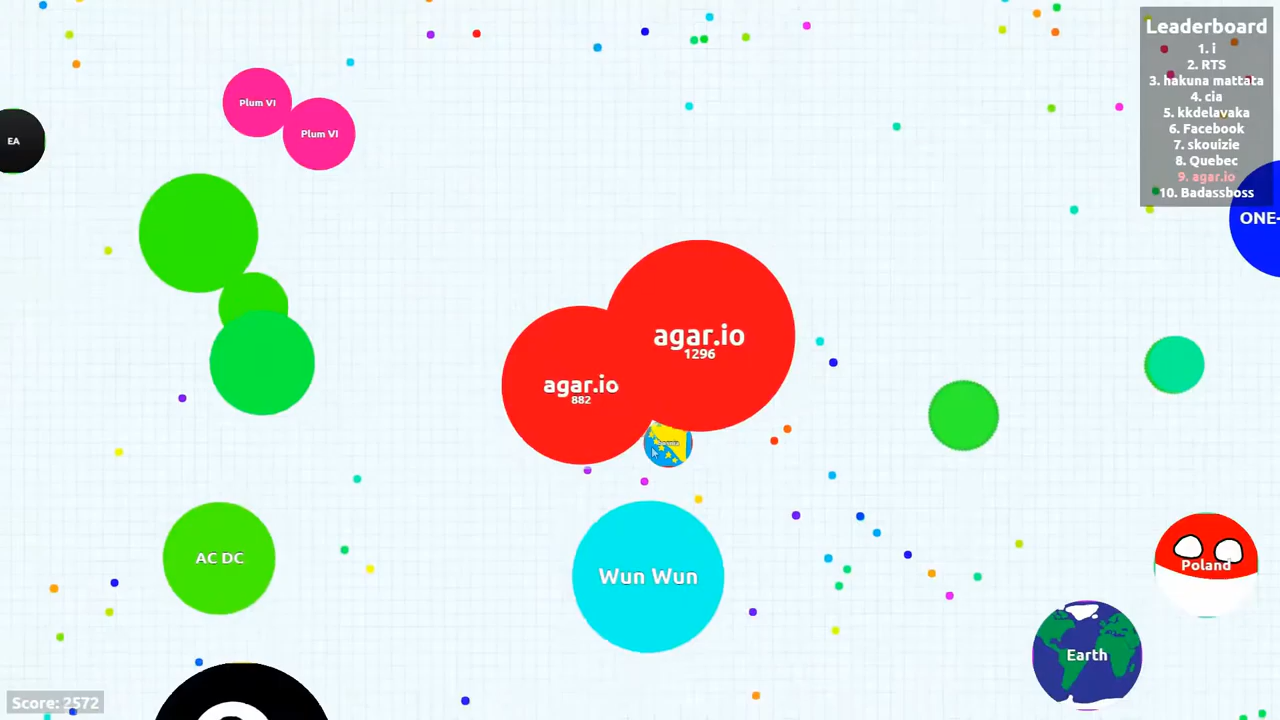 Leaderboard
1. i
2. RTS
3. hakuna mattata
4. cia
5. kkdelavaka
6. Facebook
7. skouizie
8. Quebec
9. agar.io
10. Badassboss
Plum VI
Plum VI
EA
ONE-
agar.io
1296
agar.io
882
AC DC
Wun Wun
Poland
Earth
Score: 2572